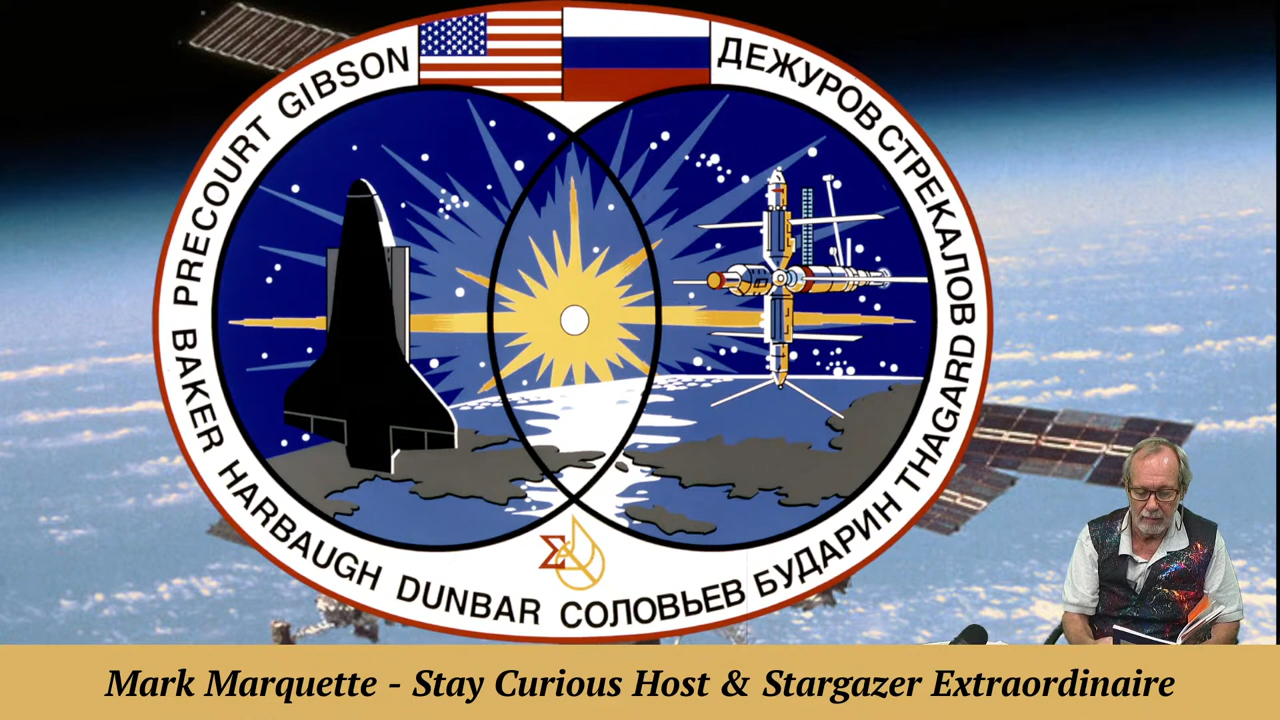 GIBSON
PRECOURT
BAKER
HARBAUGH
DUNBAR
ДЕЖУРОВ
СТРЕКАЛОВ
THAGARD
БУДАРИН
СОЛОВЬЕВ
Σ
Mark Marquette - Stay Curious Host & Stargazer Extraordinaire